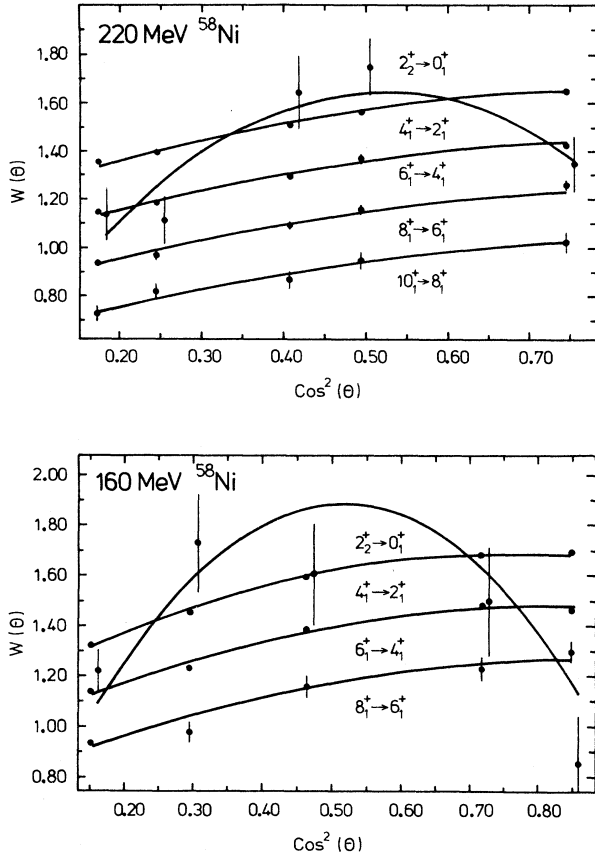 220 MeV ⁵⁸Ni
W (θ)
1.60
1.40
1.20
1.00
0.80
2₂⁺→0₁⁺
4₁⁺→2₁⁺
6₁⁺→4₁⁺
8₁⁺→6₁⁺
10₁⁺→8₁⁺
0.20 0.30 0.40 0.50 0.60 0.70
Cos² (θ)
160 MeV ⁵⁸Ni
W (θ)
2.00
1.80
1.60
1.40
1.20
1.00
0.80
2₂⁺→0₁⁺
4₁⁺→2₁⁺
6₁⁺→4₁⁺
8₁⁺→6₁⁺
0.20 0.30 0.40 0.50 0.60 0.70 0.80
Cos² (θ)